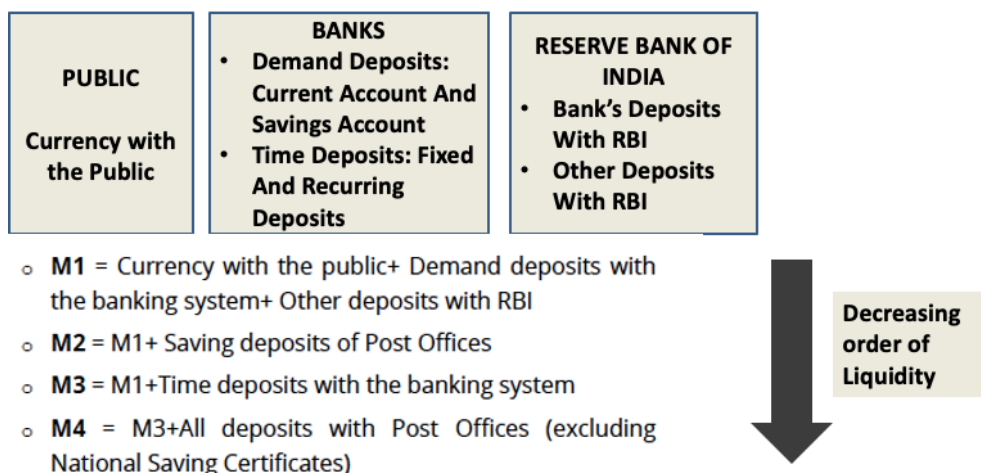 PUBLIC
Currency with
the Public
BANKS
• Demand Deposits:
Current Account And
Savings Account
• Time Deposits: Fixed
And Recurring
Deposits
RESERVE BANK OF
INDIA
• Bank’s Deposits
With RBI
• Other Deposits
With RBI
o M1 = Currency with the public+ Demand deposits with
the banking system+ Other deposits with RBI
o M2 = M1+ Saving deposits of Post Offices
o M3 = M1+Time deposits with the banking system
o M4 = M3+All deposits with Post Offices (excluding
National Saving Certificates)
Decreasing
order of
Liquidity